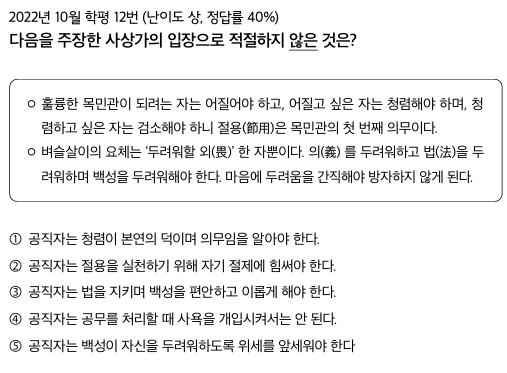 2022년 10월 학평 12번 (난이도 상, 정답률 40%)
다음을 주장한 사상가의 입장으로 적절하지 않은 것은?
○ 훌륭한 목민관이 되려는 자는 어질어야 하고, 어질고 싶은 자는 청렴해야 하며, 청
렴하고 싶은 자는 검소해야 하니 절용(節用)은 목민관의 첫 번째 의무이다.
○ 벼슬살이의 요체는 ‘두려워할 외(畏)’ 한 자뿐이다. 의(義) 를 두려워하고 법(法)을 두
려워하며 백성을 두려워해야 한다. 마음에 두려움을 간직해야 방자하지 않게 된다.
① 공직자는 청렴이 본연의 덕이며 의무임을 알아야 한다.
② 공직자는 절용을 실천하기 위해 자기 절제에 힘써야 한다.
③ 공직자는 법을 지키며 백성을 편안하고 이롭게 해야 한다.
④ 공직자는 공무를 처리할 때 사욕을 개입시켜서는 안 된다.
⑤ 공직자는 백성이 자신을 두려워하도록 위세를 앞세워야 한다